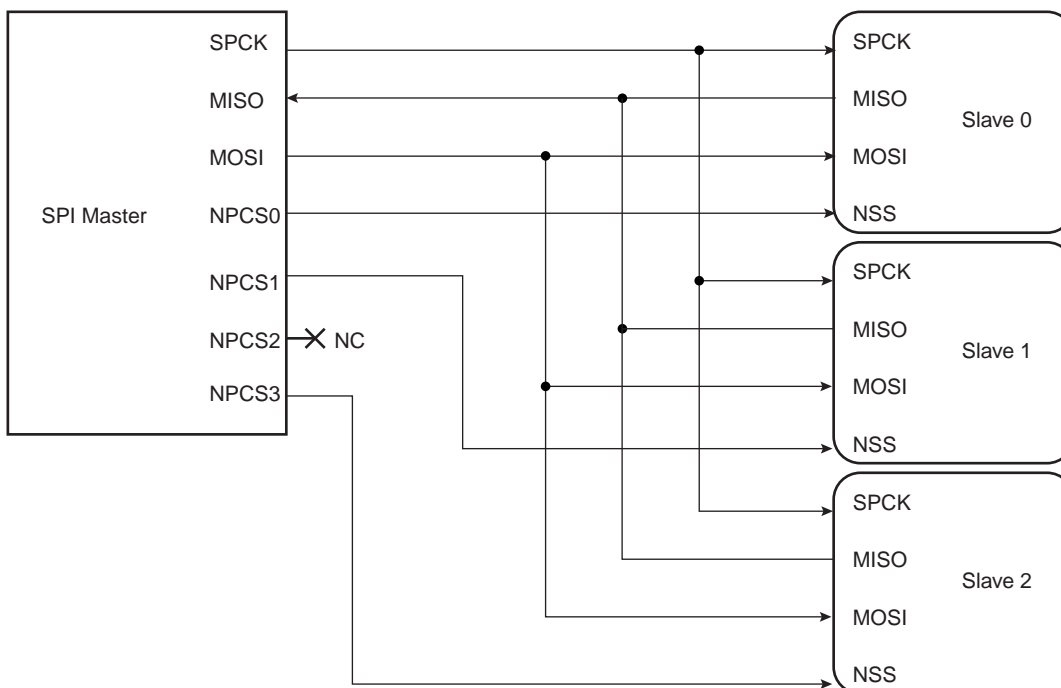 SPI Master
SPCK
MISO
MOSI
NPCS0
NPCS1
NPCS2
NC
NPCS3
SPCK
MISO
Slave 0
MOSI
NSS
SPCK
MISO
Slave 1
MOSI
NSS
SPCK
MISO
Slave 2
MOSI
NSS